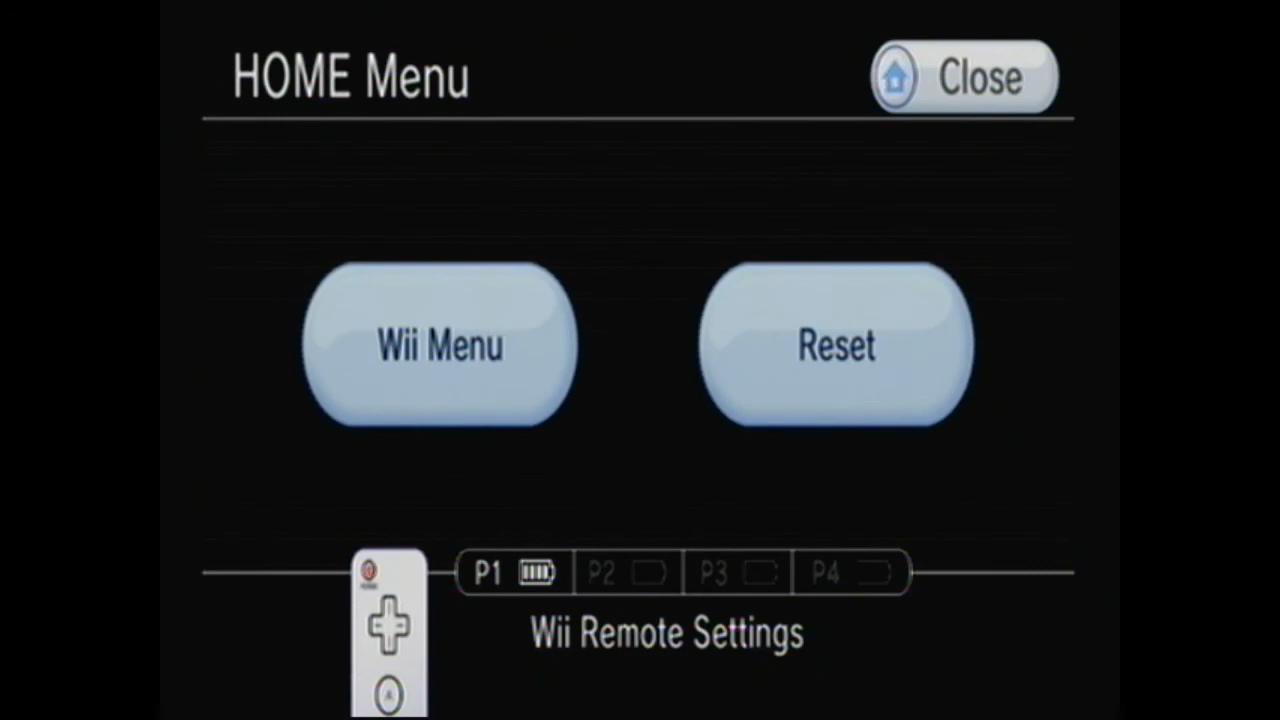 HOME Menu
Close
Wii Menu
Reset
P1 P2 P3 P4
Wii Remote Settings
A